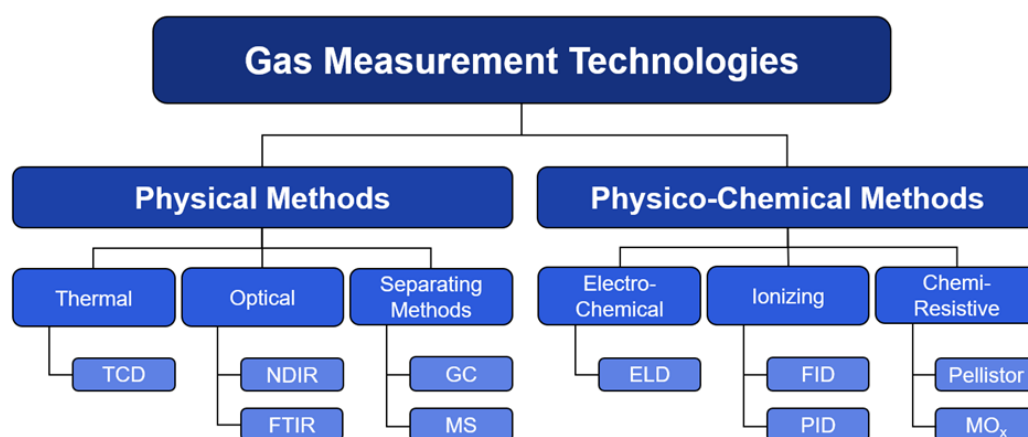 Gas Measurement Technologies
Physical Methods
Physico-Chemical Methods
Thermal
Optical
Separating
Methods
Electro-
Chemical
Ionizing
Chemi-
Resistive
TCD
NDIR
GC
ELD
FID
Pellistor
FTIR
MS
PID
MOₓ